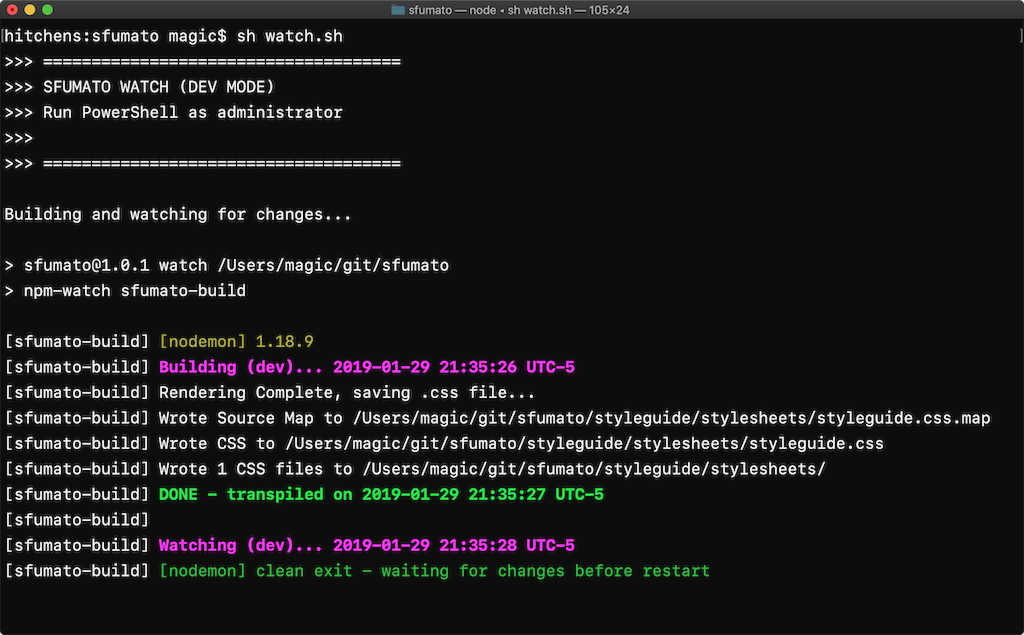 sfumato — node ◂ sh watch.sh — 105×24
[hitchens:sfumato magic$ sh watch.sh ]
>>> =====================================
>>> SFUMATO WATCH (DEV MODE)
>>> Run PowerShell as administrator
>>>
>>> =====================================
Building and watching for changes...
> sfumato@1.0.1 watch /Users/magic/git/sfumato
> npm-watch sfumato-build
[sfumato-build] [nodemon] 1.18.9
[sfumato-build] Building (dev)... 2019-01-29 21:35:26 UTC-5
[sfumato-build] Rendering Complete, saving .css file...
[sfumato-build] Wrote Source Map to /Users/magic/git/sfumato/styleguide/stylesheets/styleguide.css.map
[sfumato-build] Wrote CSS to /Users/magic/git/sfumato/styleguide/stylesheets/styleguide.css
[sfumato-build] Wrote 1 CSS files to /Users/magic/git/sfumato/styleguide/stylesheets/
[sfumato-build] DONE - transpiled on 2019-01-29 21:35:27 UTC-5
[sfumato-build]
[sfumato-build] Watching (dev)... 2019-01-29 21:35:28 UTC-5
[sfumato-build] [nodemon] clean exit - waiting for changes before restart